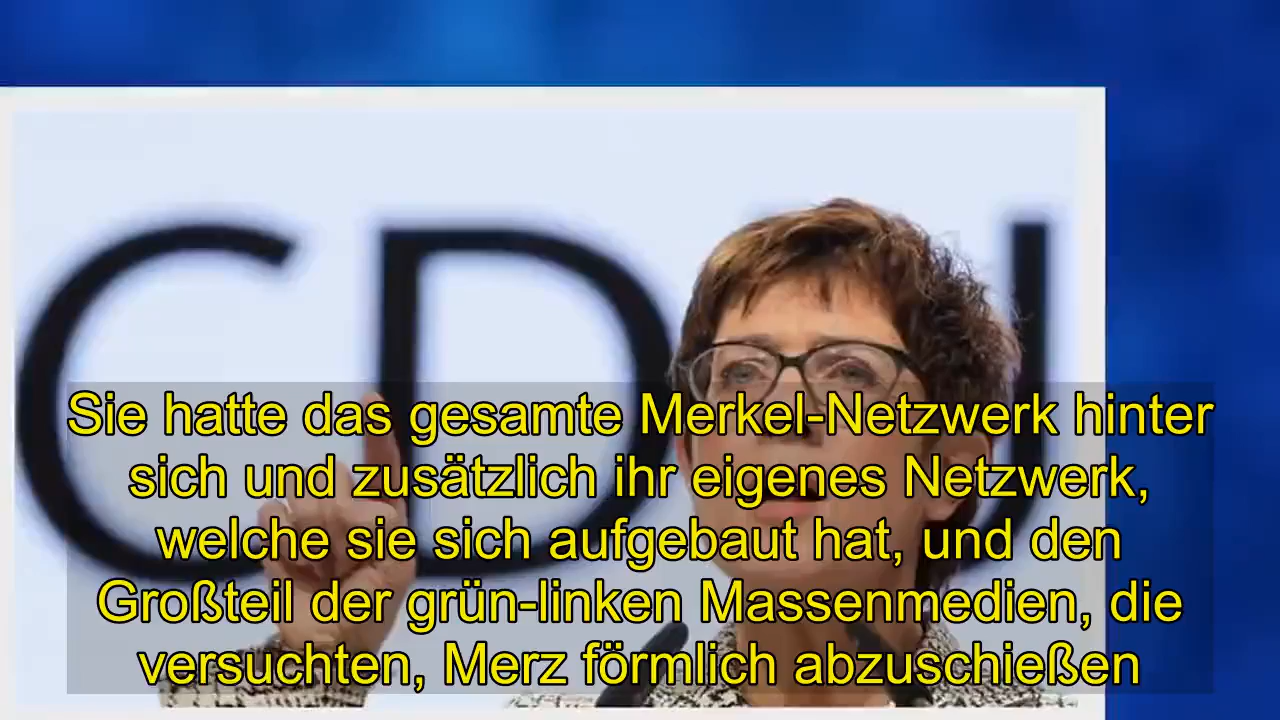 CDU
Sie hatte das gesamte Merkel-Netzwerk hinter
sich und zusätzlich ihr eigenes Netzwerk,
welche sie sich aufgebaut hat, und den
Großteil der grün-linken Massenmedien, die
versuchten, Merz förmlich abzuschießen